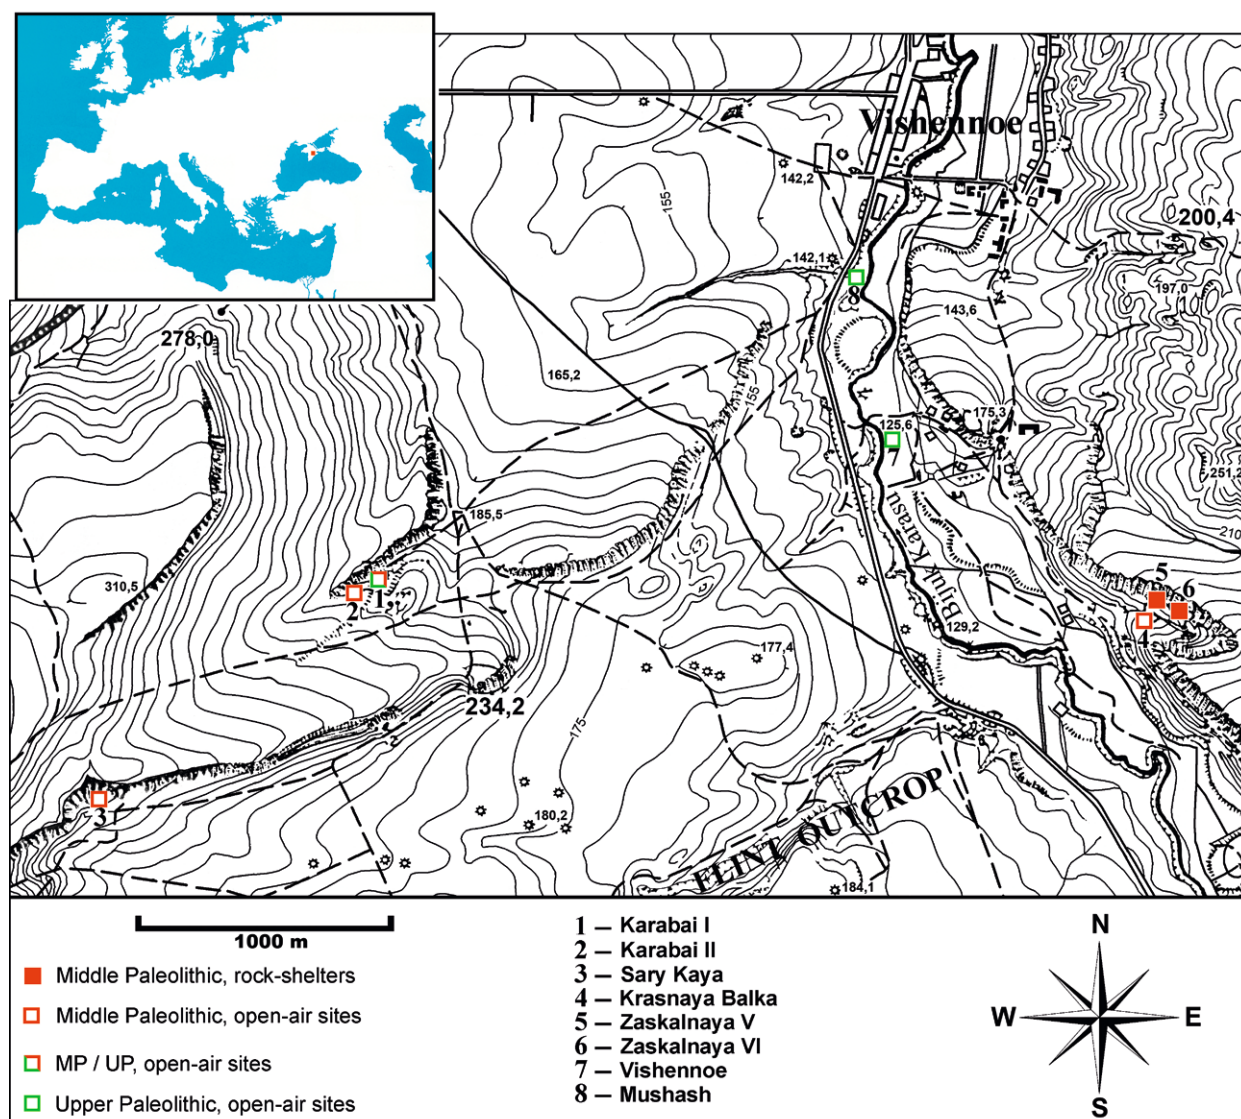 Vishennoe
142,2
155
200,4
142,1
197,0
8
143,6
278,0
165,2
155
175,3
125,6
7
251,2
185,5
210
Bijuk Karasu
310,5
2
1
5
6
4
129,2
177,4
234,2
175
FLINT OUTCROP
3
180,2
184,1
1000 m
Middle Paleolithic, rock-shelters
Middle Paleolithic, open-air sites
MP / UP, open-air sites
Upper Paleolithic, open-air sites
1 – Karabai I
2 – Karabai II
3 – Sary Kaya
4 – Krasnaya Balka
5 – Zaskalnaya V
6 – Zaskalnaya VI
7 – Vishennoe
8 – Mushash
N
W
E
S